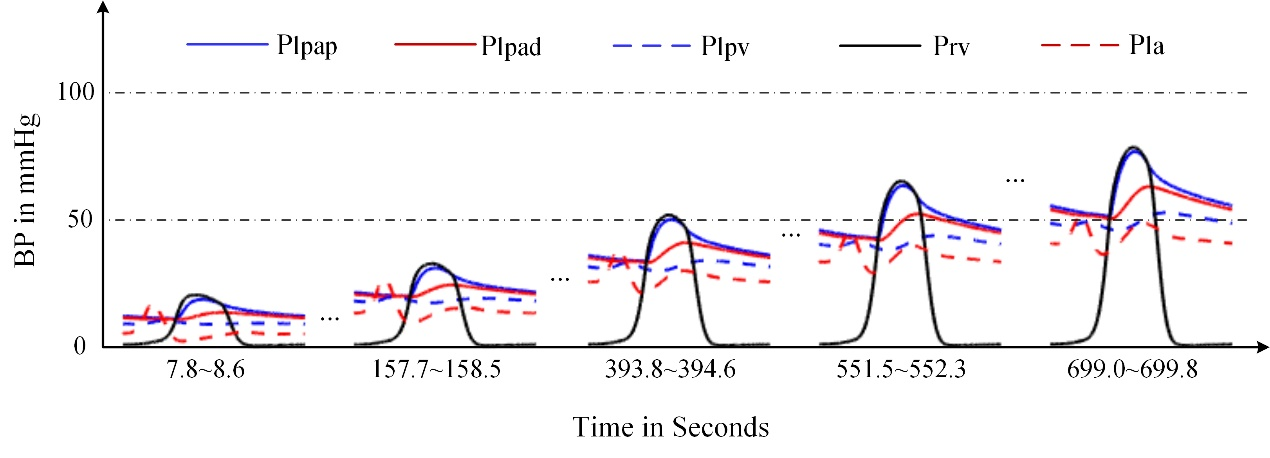 Plpap Plpad Plpv Prv Pla
100
BP in mmHg
50
0
... ... ... ...
7.8~8.6 157.7~158.5 393.8~394.6 551.5~552.3 699.0~699.8
Time in Seconds